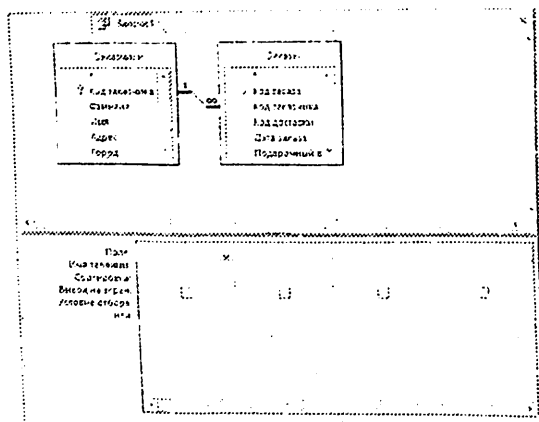 Запрос1
Заказчики
*
Код заказчика
Фамилия
Имя
Адрес
Город
1
∞
Заказы
*
Код заказа
Код заказчика
Код доставки
Дата заказа
Подарочный
Поле
Имя таблицы
Сортировка
Вывод на экран
Условие отбора
или